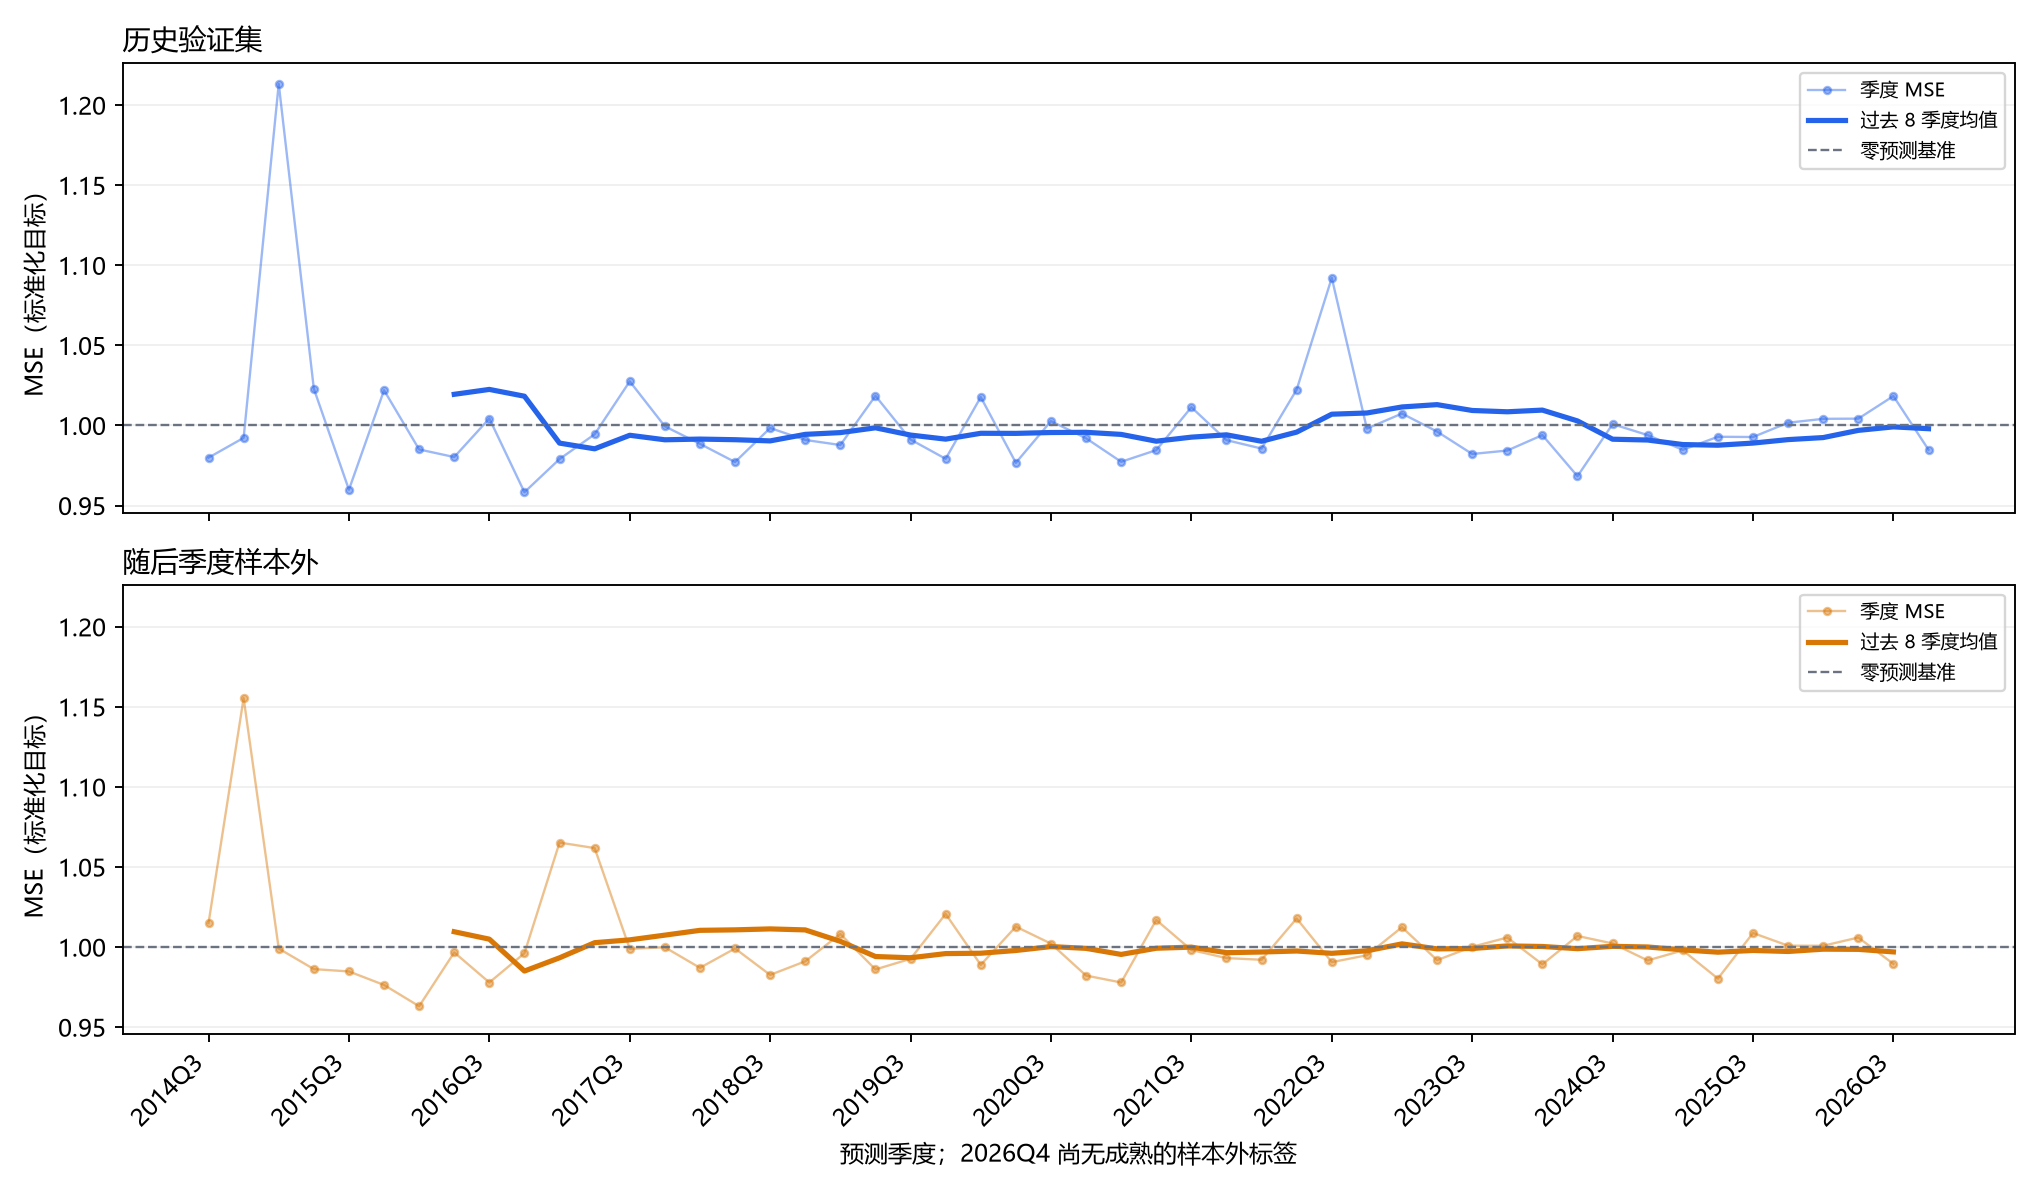 历史验证集
MSE（标准化目标）
1.20
1.15
1.10
1.05
1.00
0.95
季度 MSE
过去 8 季度均值
零预测基准
随后季度样本外
MSE（标准化目标）
1.20
1.15
1.10
1.05
1.00
0.95
季度 MSE
过去 8 季度均值
零预测基准
2014Q3
2015Q3
2016Q3
2017Q3
2018Q3
2019Q3
2020Q3
2021Q3
2022Q3
2023Q3
2024Q3
2025Q3
2026Q3
预测季度；2026Q4 尚无成熟的样本外标签